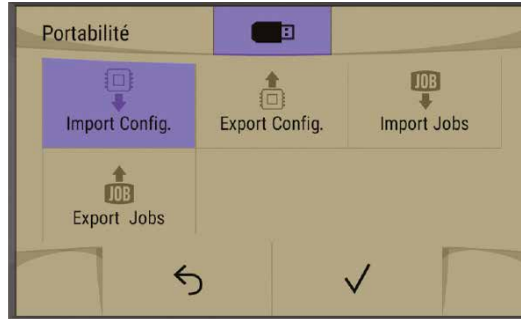 Portabilité
JOB
Import Config.
Export Config.
Import Jobs
JOB
Export Jobs